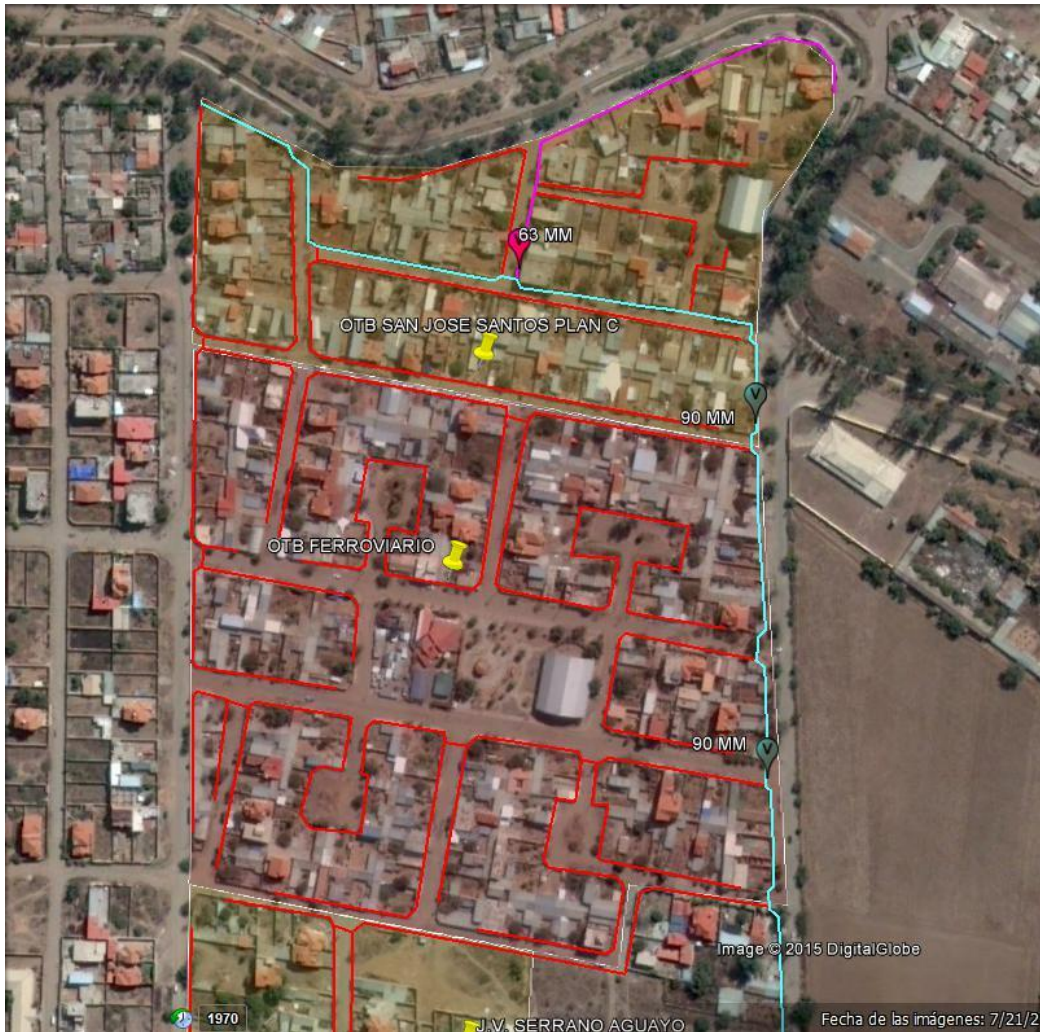 63 MM
OTB SAN JOSE SANTOS PLAN C
V
90 MM
OTB FERROVIARIO
V
90 MM
Image © 2015 DigitalGlobe
1970
J.V. SERRANO AGUAYO
Fecha de las imágenes: 7/21/2